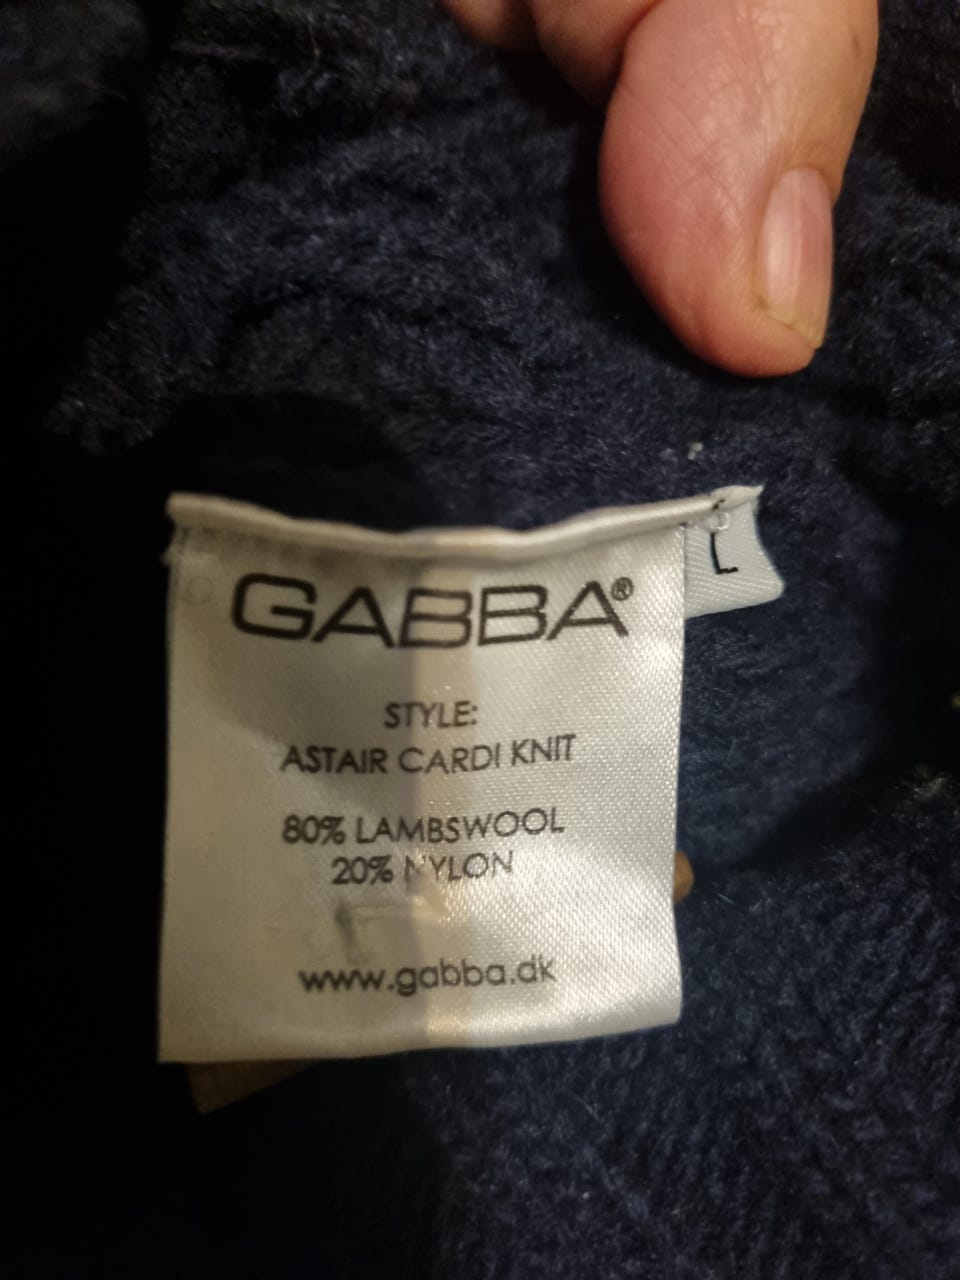 GABBA®
L
STYLE:
ASTAIR CARDI KNIT
80% LAMBSWOOL
20% NYLON
www.gabba.dk